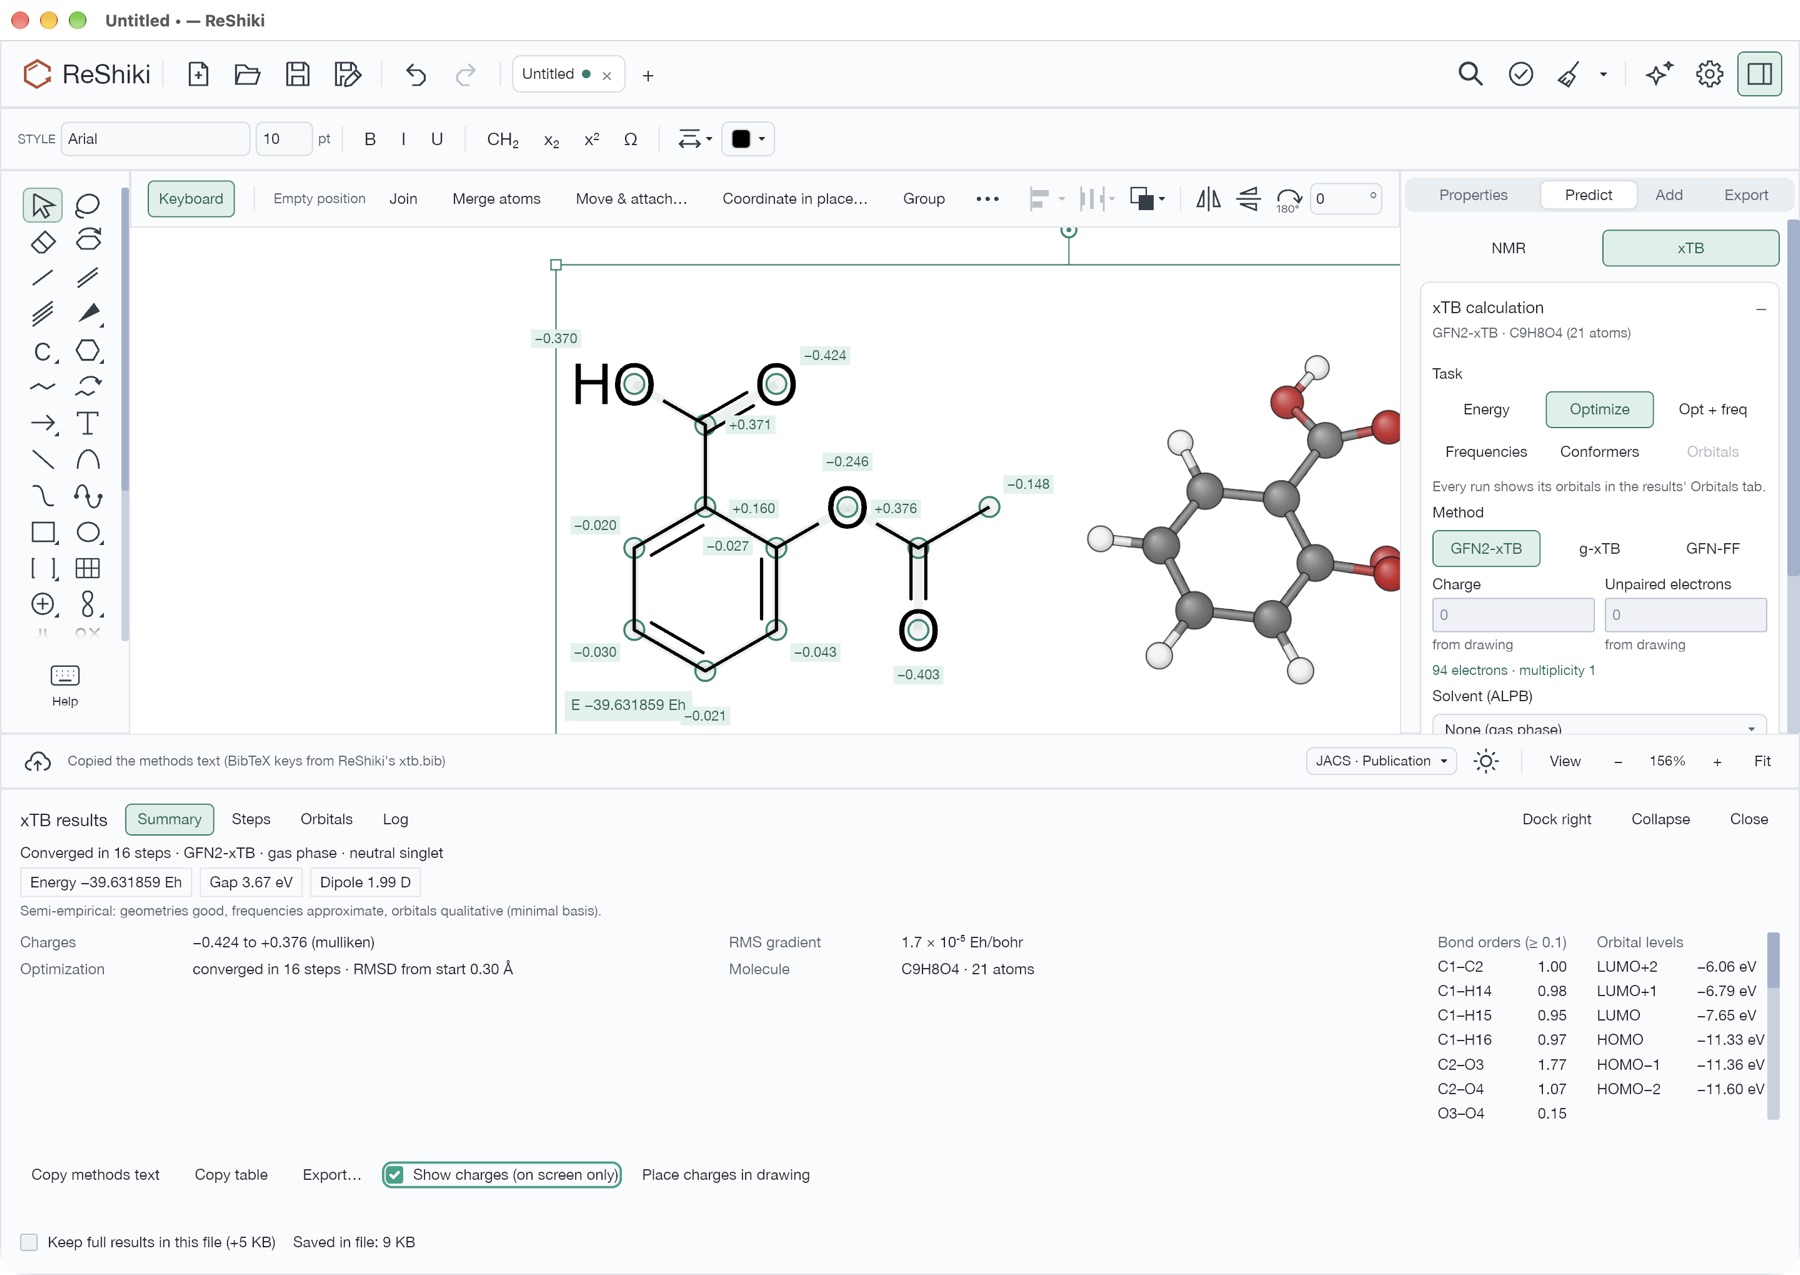 Untitled • — ReShiki
ReShiki
Untitled ● × +
STYLE Arial 10 pt B I U CH₂ x₂ x² Ω
Keyboard Empty position Join Merge atoms Move & attach... Coordinate in place... Group ••• 180° 0 °
Properties Predict Add Export
NMR xTB
xTB calculation –
GFN2-xTB · C9H8O4 (21 atoms)
Task
Energy Optimize Opt + freq
Frequencies Conformers Orbitals
Every run shows its orbitals in the results' Orbitals tab.
Method
GFN2-xTB g-xTB GFN-FF
Charge Unpaired electrons
0 0
from drawing from drawing
94 electrons · multiplicity 1
Solvent (ALPB)
None (gas phase)
C
T
Help
−0.370
−0.424
HO O
+0.371
−0.246
−0.148
+0.160 O +0.376
−0.020
−0.027
O
−0.030 −0.043
−0.403
E −39.631859 Eh
−0.021
Copied the methods text (BibTeX keys from ReShiki's xtb.bib)
JACS · Publication View − 156% + Fit
xTB results Summary Steps Orbitals Log Dock right Collapse Close
Converged in 16 steps · GFN2-xTB · gas phase · neutral singlet
Energy −39.631859 Eh Gap 3.67 eV Dipole 1.99 D
Semi-empirical: geometries good, frequencies approximate, orbitals qualitative (minimal basis).
Charges −0.424 to +0.376 (mulliken)
Optimization converged in 16 steps · RMSD from start 0.30 Å
RMS gradient 1.7 × 10⁻⁵ Eh/bohr
Molecule C9H8O4 · 21 atoms
Bond orders (≥ 0.1) Orbital levels
C1–C2 1.00 LUMO+2 −6.06 eV
C1–H14 0.98 LUMO+1 −6.79 eV
C1–H15 0.95 LUMO −7.65 eV
C1–H16 0.97 HOMO −11.33 eV
C2–O3 1.77 HOMO−1 −11.36 eV
C2–O4 1.07 HOMO−2 −11.60 eV
O3–O4 0.15
Copy methods text Copy table Export... Show charges (on screen only) Place charges in drawing
Keep full results in this file (+5 KB) Saved in file: 9 KB